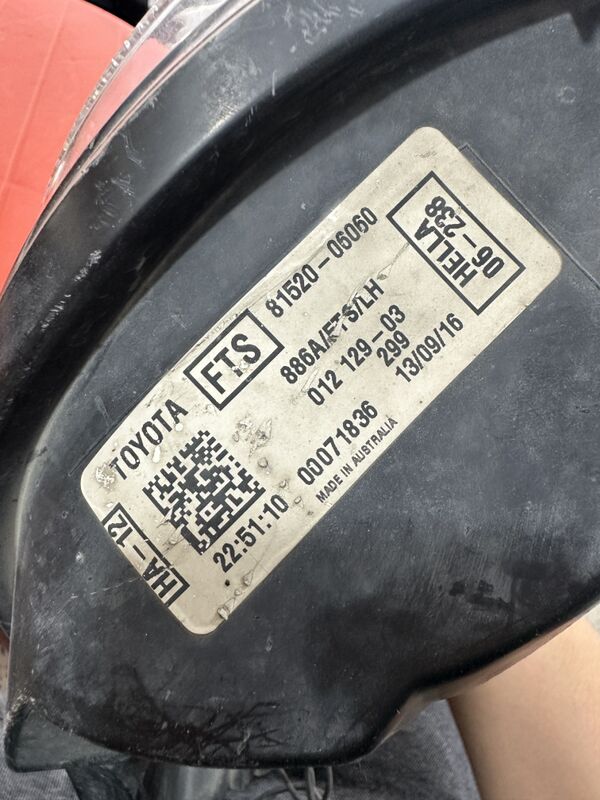 TOYOTA
FTS
81520-06060
HELLA
06-238
886A/FTS/LH
012 129-03
299
13/09/16
HA-12
22:51:10
00071836
MADE IN AUSTRALIA